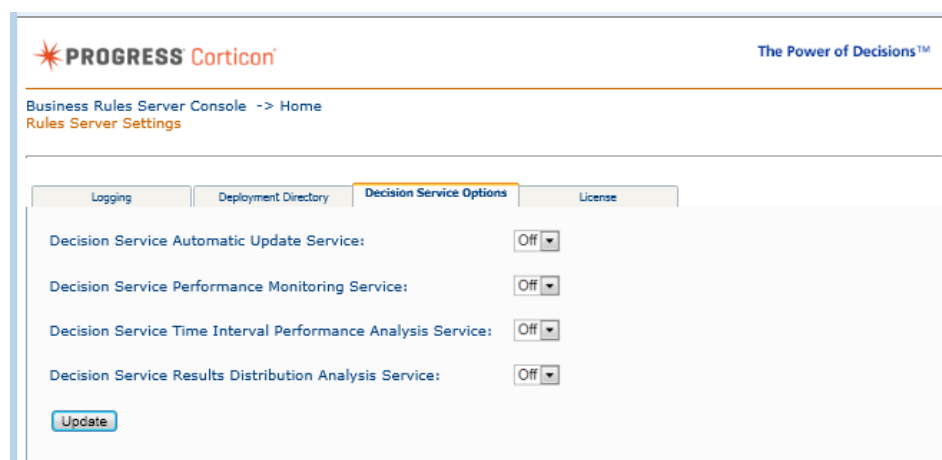 PROGRESS Corticon
The Power of Decisions™
Business Rules Server Console -> Home
Rules Server Settings
Logging Deployment Directory Decision Service Options License
Decision Service Automatic Update Service: Off
Decision Service Performance Monitoring Service: Off
Decision Service Time Interval Performance Analysis Service: Off
Decision Service Results Distribution Analysis Service: Off
Update